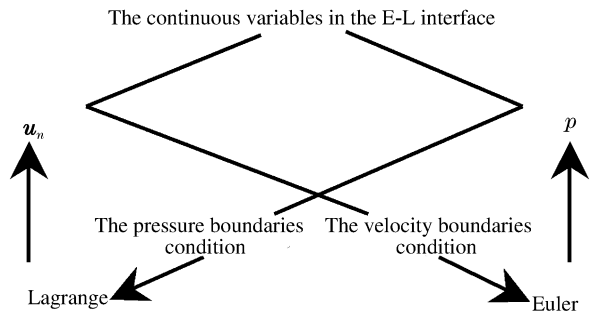 The continuous variables in the E-L interface
u_n
p
The pressure boundaries
condition
The velocity boundaries
condition
Lagrange
Euler